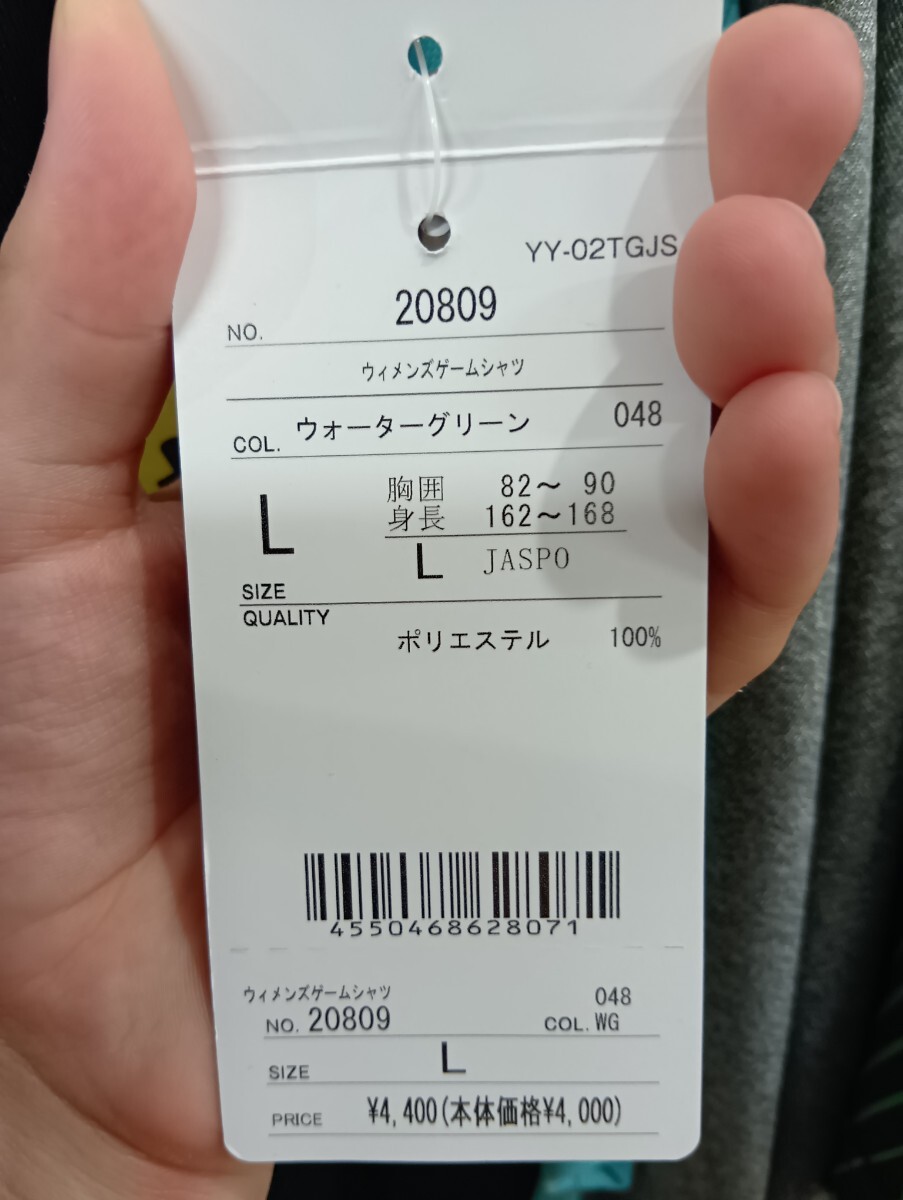 YY-02TGJS
NO. 20809
ウィメンズゲームシャツ
COL. ウォーターグリーン 048
L 胸囲 82～ 90
身長 162～168
L JASPO
SIZE
QUALITY
ポリエステル 100%
4550468628071
ウィメンズゲームシャツ 048
NO. 20809 COL. WG
SIZE L
PRICE ¥4,400(本体価格¥4,000)